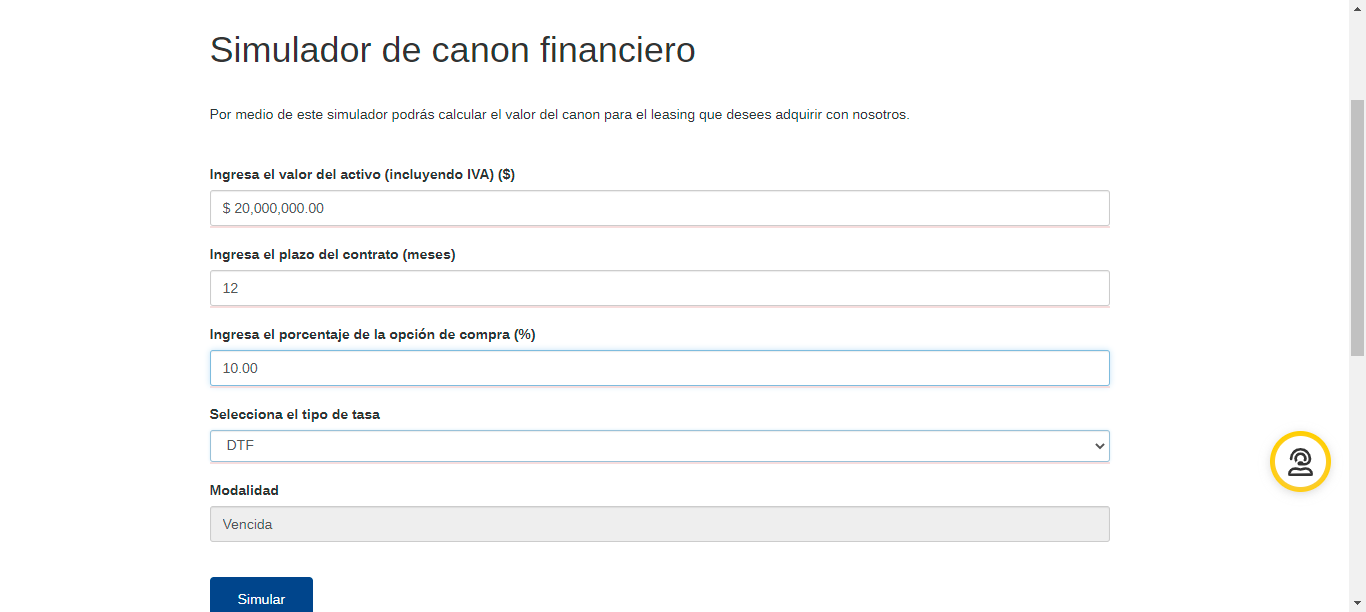 Simulador de canon financiero
Por medio de este simulador podrás calcular el valor del canon para el leasing que desees adquirir con nosotros.
Ingresa el valor del activo (incluyendo IVA) ($)
$ 20,000,000.00
Ingresa el plazo del contrato (meses)
12
Ingresa el porcentaje de la opción de compra (%)
10.00
Selecciona el tipo de tasa
DTF
Modalidad
Vencida
Simular